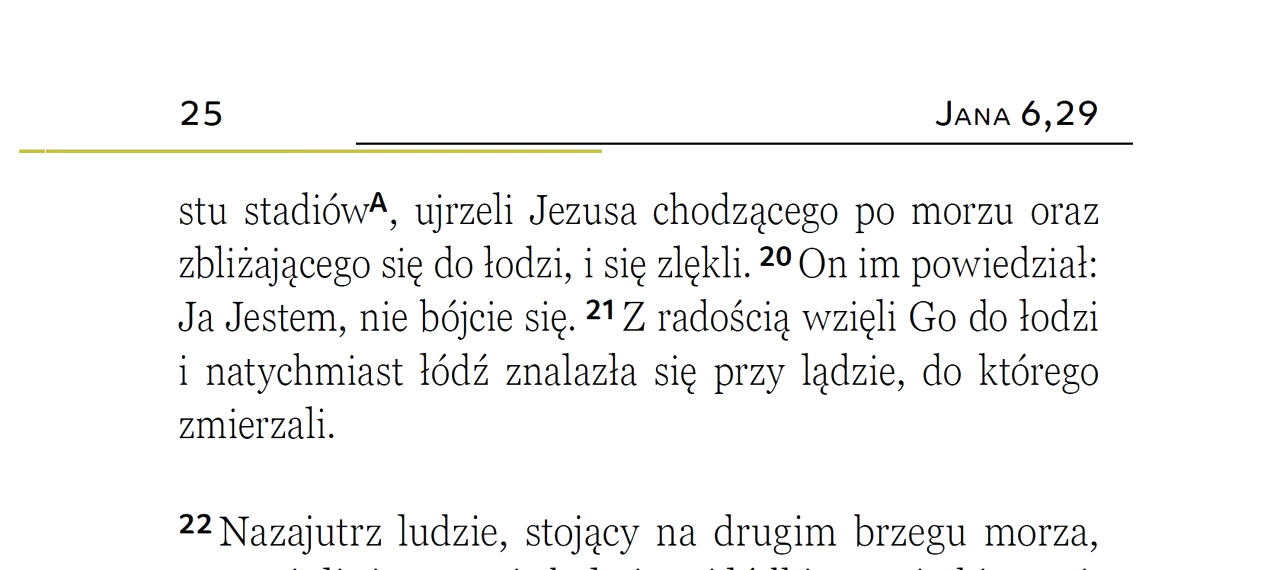 25 Jana 6,29
stu stadiówA, ujrzeli Jezusa chodzącego po morzu oraz
zbliżającego się do łodzi, i się zlękli. 20 On im powiedział:
Ja Jestem, nie bójcie się. 21 Z radością wzięli Go do łodzi
i natychmiast łódź znalazła się przy lądzie, do którego
zmierzali.
22 Nazajutrz ludzie, stojący na drugim brzegu morza,